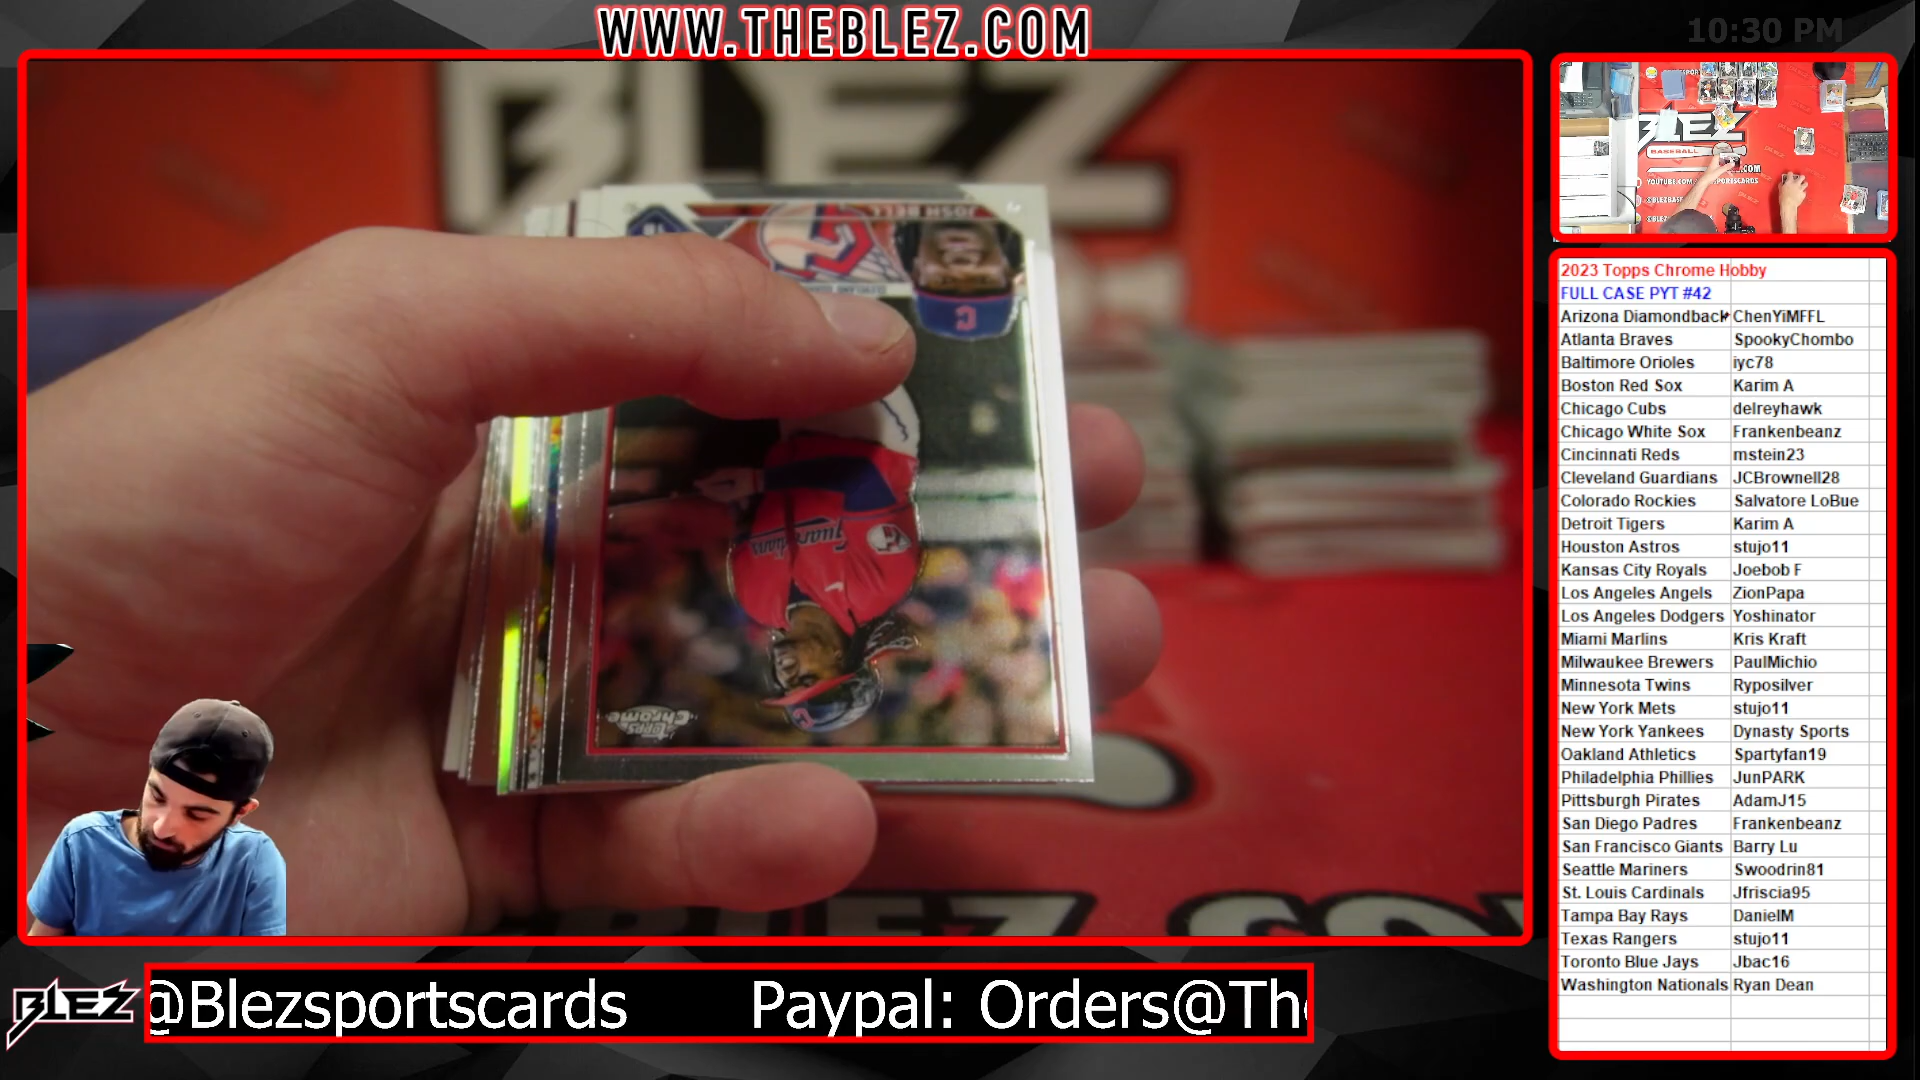 WWW.THEBLEZ.COM
10:30 PM
BLEZ
JOSH BELL
C
Guardians
Topps
Chrome
BLEZ
BASEBALL
.COM
2023 Topps Chrome Hobby
FULL CASE PYT #42
Arizona Diamondback ChenYiMFFL
Atlanta Braves SpookyChombo
Baltimore Orioles iyc78
Boston Red Sox Karim A
Chicago Cubs delreyhawk
Chicago White Sox Frankenbeanz
Cincinnati Reds mstein23
Cleveland Guardians JCBrownell28
Colorado Rockies Salvatore LoBue
Detroit Tigers Karim A
Houston Astros stujo11
Kansas City Royals Joebob F
Los Angeles Angels ZionPapa
Los Angeles Dodgers Yoshinator
Miami Marlins Kris Kraft
Milwaukee Brewers PaulMichio
Minnesota Twins Ryposilver
New York Mets stujo11
New York Yankees Dynasty Sports
Oakland Athletics Spartyfan19
Philadelphia Phillies JunPARK
Pittsburgh Pirates AdamJ15
San Diego Padres Frankenbeanz
San Francisco Giants Barry Lu
Seattle Mariners Swoodrin81
St. Louis Cardinals Jfriscia95
Tampa Bay Rays DanielM
Texas Rangers stujo11
Toronto Blue Jays Jbac16
Washington Nationals Ryan Dean
BLEZ
@Blezsportscards Paypal: Orders@The